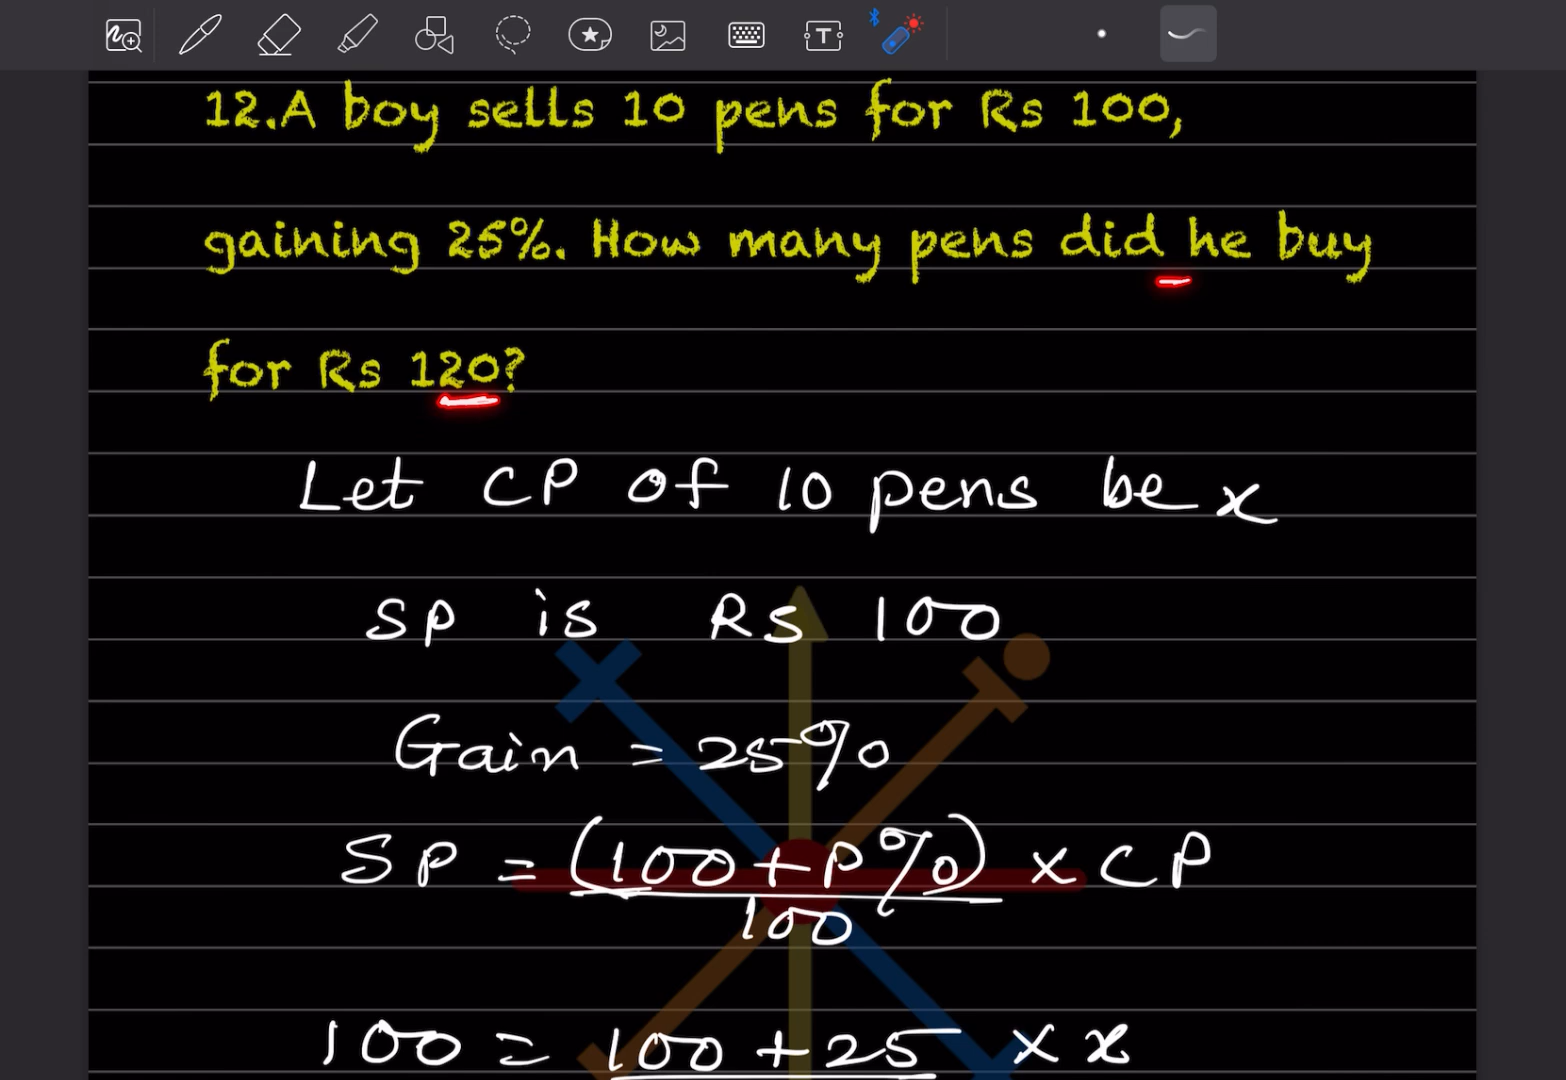 12.A boy sells 10 pens for Rs 100,
gaining 25%. How many pens did he buy
for Rs 120?
Let CP of 10 pens be x
SP is Rs 100
Gain = 25%
SP = (100+P%) x CP
100
100 = 100 +25 x x